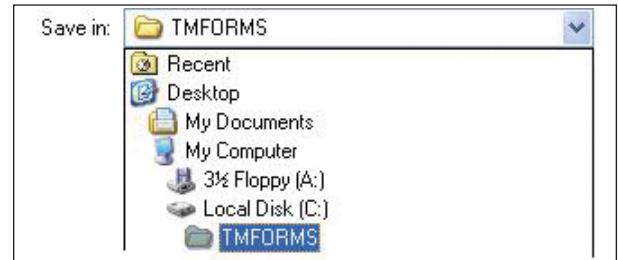 Save in: TMFORMS
Recent
Desktop
My Documents
My Computer
3½ Floppy (A:)
Local Disk (C:)
TMFORMS